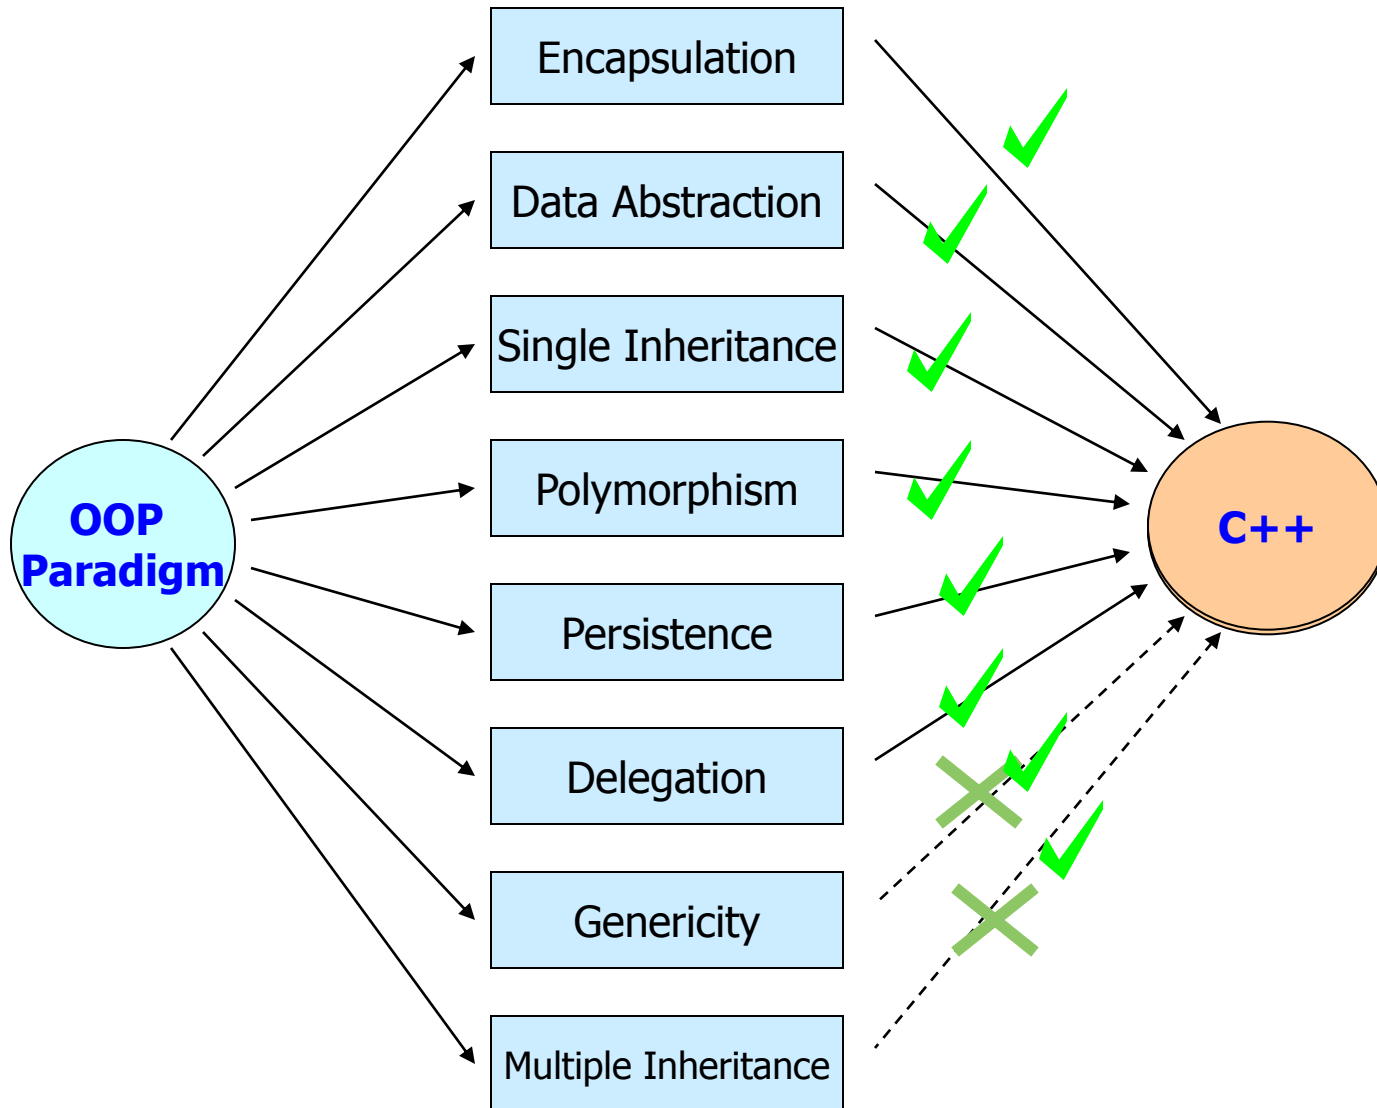 Encapsulation
Data Abstraction
Single Inheritance
Polymorphism
OOP
Paradigm
C++
Persistence
Delegation
Genericity
Multiple Inheritance